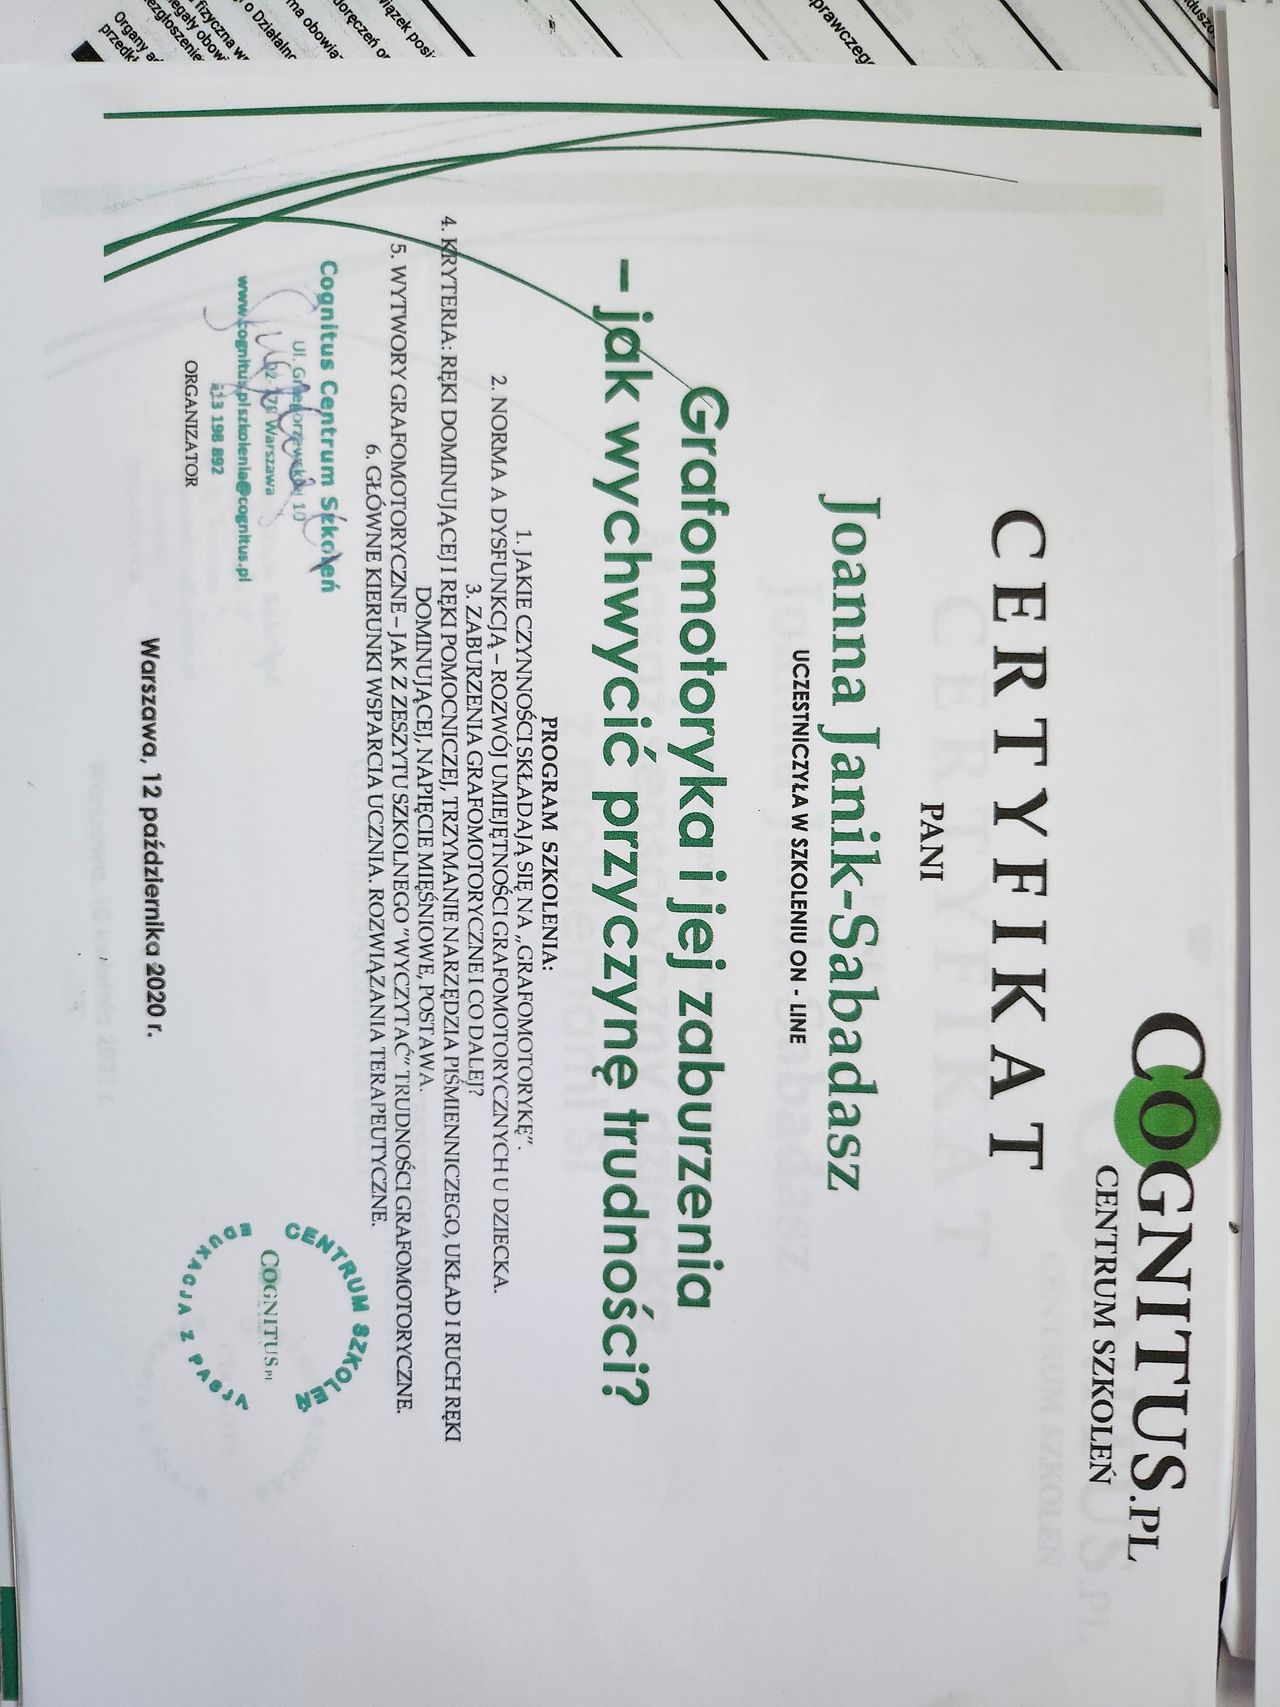 COGNITUS.PL
CENTRUM SZKOLEŃ
CERTYFIKAT
PANI
Joanna Janik-Sabadasz
UCZESTNICZYŁA W SZKOLENIU ON - LINE
Grafomotoryka i jej zaburzenia
– jak wychwycić przyczynę trudności?
PROGRAM SZKOLENIA:
1. JAKIE CZYNNOŚCI SKŁADAJĄ SIĘ NA „GRAFOMOTORYKĘ”.
2. NORMA A DYSFUNKCJA – ROZWÓJ UMIEJĘTNOŚCI GRAFOMOTORYCZNYCH U DZIECKA.
3. ZABURZENIA GRAFOMOTORYCZNE I CO DALEJ?
4. KRYTERIA: RĘKI DOMINUJĄCEJ I RĘKI POMOCNICZEJ, TRZYMANIE NARZĘDZIA PIŚMIENNICZEGO, UKŁAD I RUCH RĘKI
DOMINUJĄCEJ, NAPIĘCIE MIĘŚNIOWE, POSTAWA.
5. WYTWORY GRAFOMOTORYCZNE – JAK Z ZESZYTU SZKOLNEGO "WYCZYTAĆ" TRUDNOŚCI GRAFOMOTORYCZNE.
6. GŁÓWNE KIERUNKI WSPARCIA UCZNIA. ROZWIĄZANIA TERAPEUTYCZNE.
Cognitus Centrum Szkoleń
Ul. 10
Warszawa
www.cognitus.pl szkolenia@cognitus.pl
198 892
ORGANIZATOR
CENTRUM SZKOLEŃ
COGNITUS.PL
EDUKACJA Z PASJĄ
Warszawa, 12 października 2020 r.